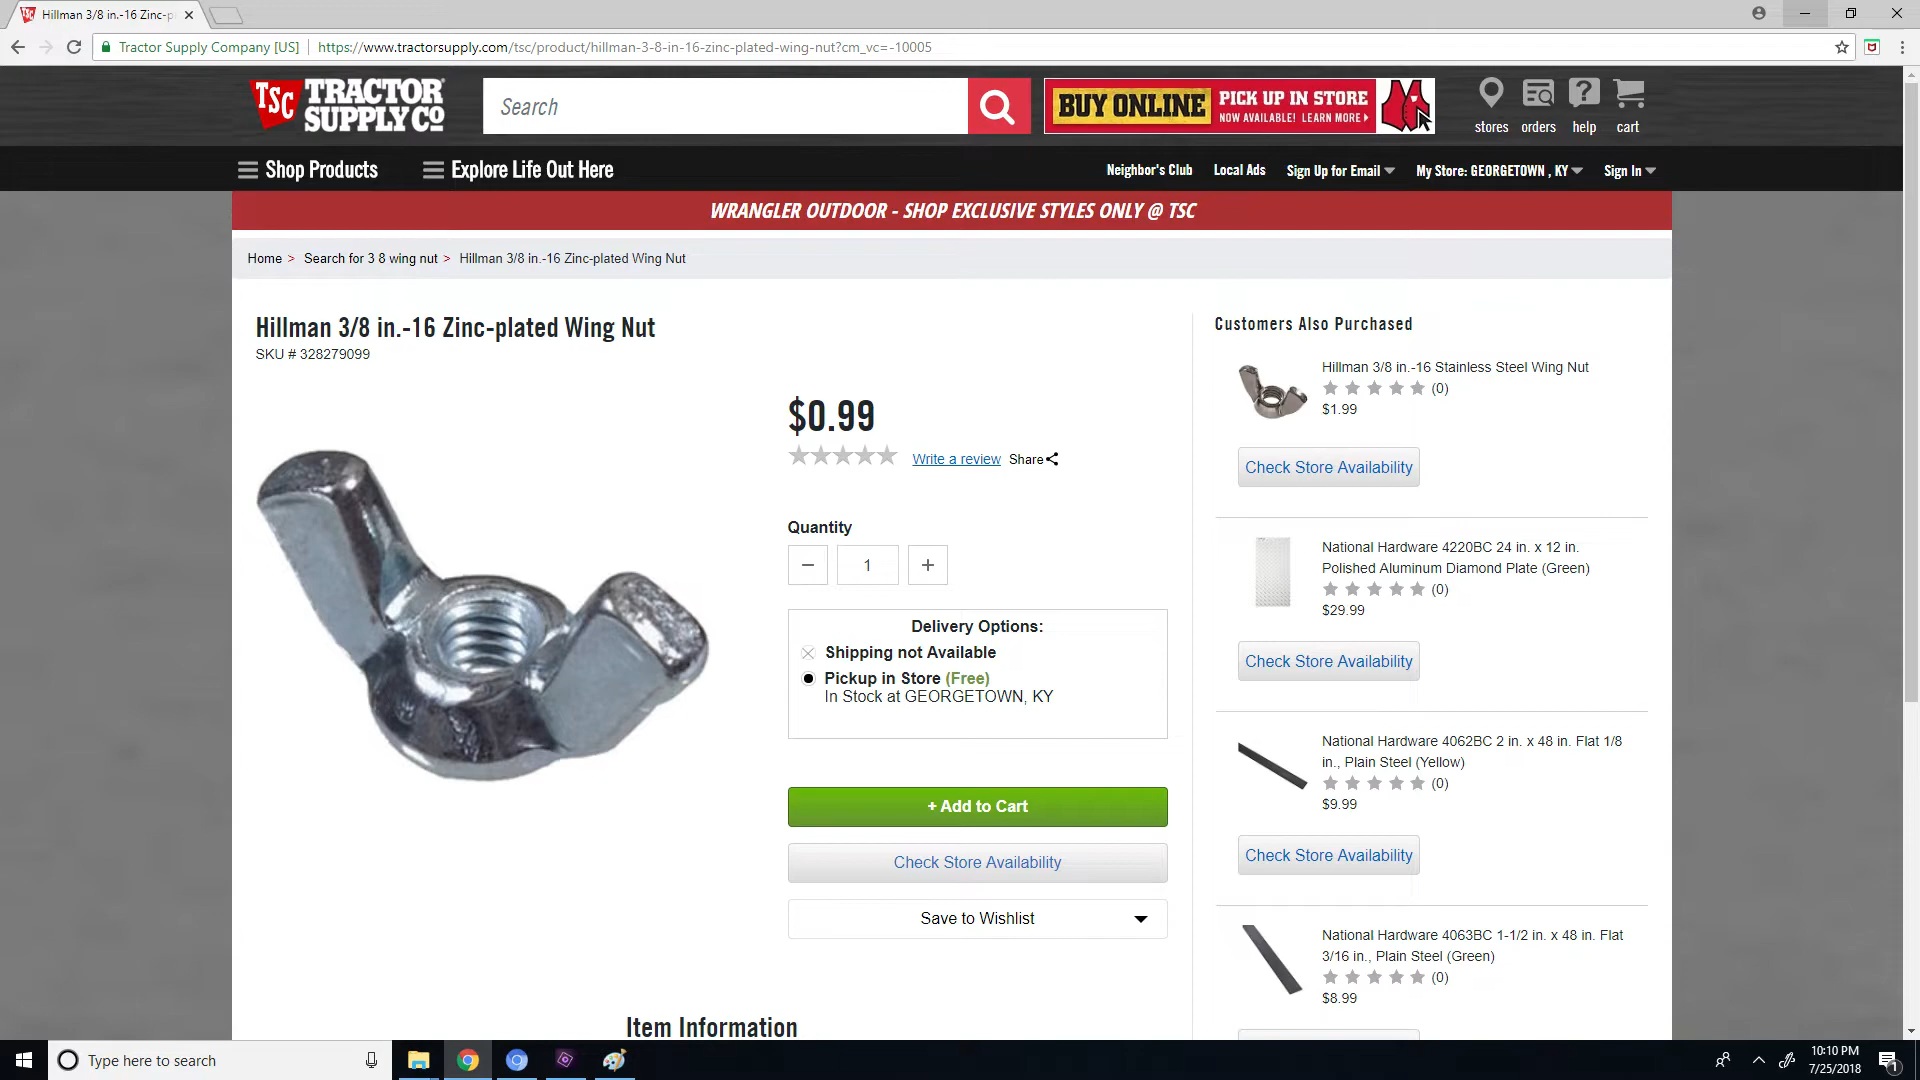 Hillman 3/8 in.-16 Zinc-p
Tractor Supply Company [US]
https://www.tractorsupply.com/tsc/product/hillman-3-8-in-16-zinc-plated-wing-nut?cm_vc=-10005
TSC TRACTOR SUPPLY CO
Search
BUY ONLINE
PICK UP IN STORE
NOW AVAILABLE! LEARN MORE
stores
orders
help
cart
Shop Products
Explore Life Out Here
Neighbor's Club
Local Ads
Sign Up for Email
My Store: GEORGETOWN , KY
Sign In
WRANGLER OUTDOOR - SHOP EXCLUSIVE STYLES ONLY @ TSC
Home > Search for 3 8 wing nut > Hillman 3/8 in.-16 Zinc-plated Wing Nut
Hillman 3/8 in.-16 Zinc-plated Wing Nut
SKU # 328279099
$0.99
Write a review
Share
Quantity
− 1 +
Delivery Options:
Shipping not Available
Pickup in Store (Free)
In Stock at GEORGETOWN, KY
+ Add to Cart
Check Store Availability
Save to Wishlist
Item Information
Customers Also Purchased
Hillman 3/8 in.-16 Stainless Steel Wing Nut
(0)
$1.99
Check Store Availability
National Hardware 4220BC 24 in. x 12 in.
Polished Aluminum Diamond Plate (Green)
(0)
$29.99
Check Store Availability
National Hardware 4062BC 2 in. x 48 in. Flat 1/8
in., Plain Steel (Yellow)
(0)
$9.99
Check Store Availability
National Hardware 4063BC 1-1/2 in. x 48 in. Flat
3/16 in., Plain Steel (Green)
(0)
$8.99
Type here to search
10:10 PM
7/25/2018
1